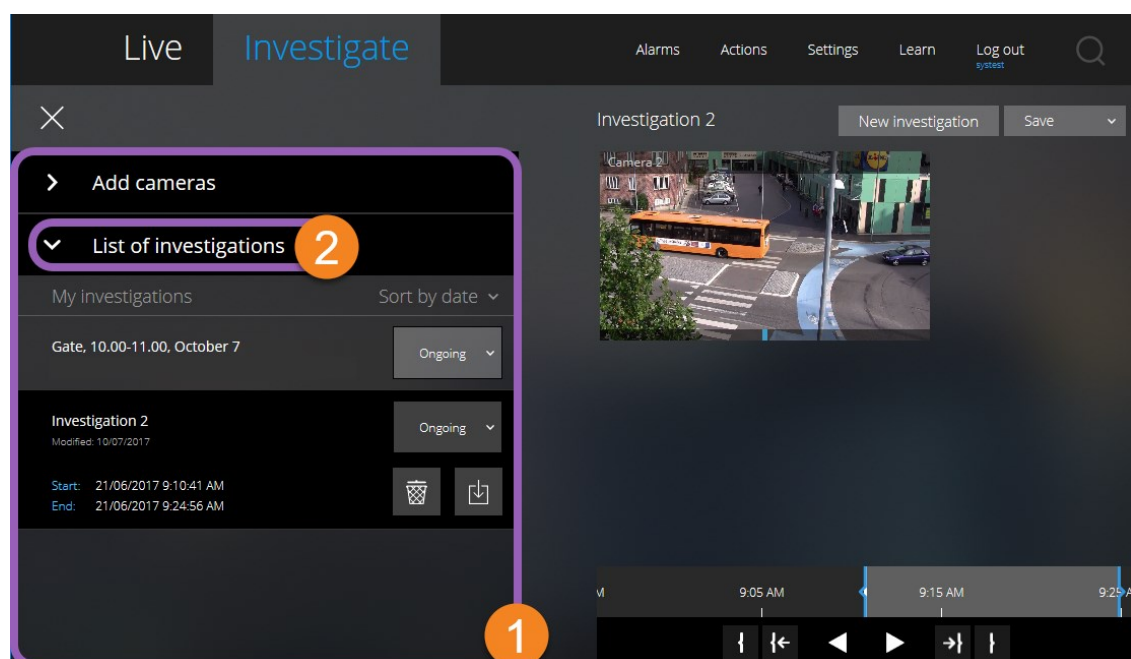 Live Investigate Alarms Actions Settings Learn Log out
systest
Investigation 2 New investigation Save
Add cameras
List of investigations 2
My investigations Sort by date
Gate, 10.00-11.00, October 7 Ongoing
Investigation 2 Ongoing
Modified: 10/07/2017
Start: 21/06/2017 9:10:41 AM
End: 21/06/2017 9:24:56 AM
1
Camera 2
9:05 AM 9:15 AM